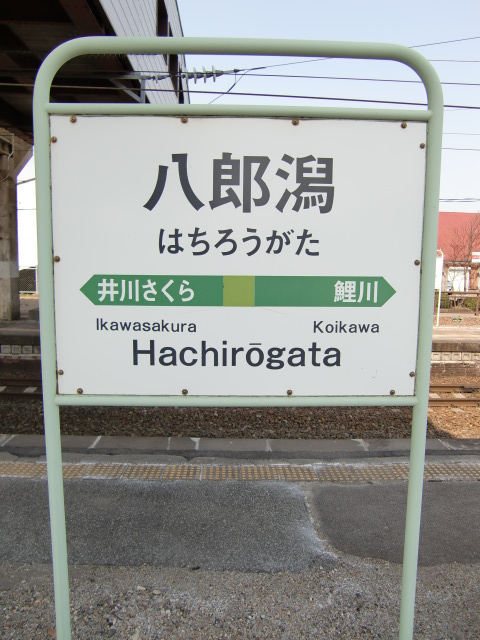 八郎潟
はちろうがた
井川さくら 鯉川
Ikawasakura Koikawa
Hachirōgata